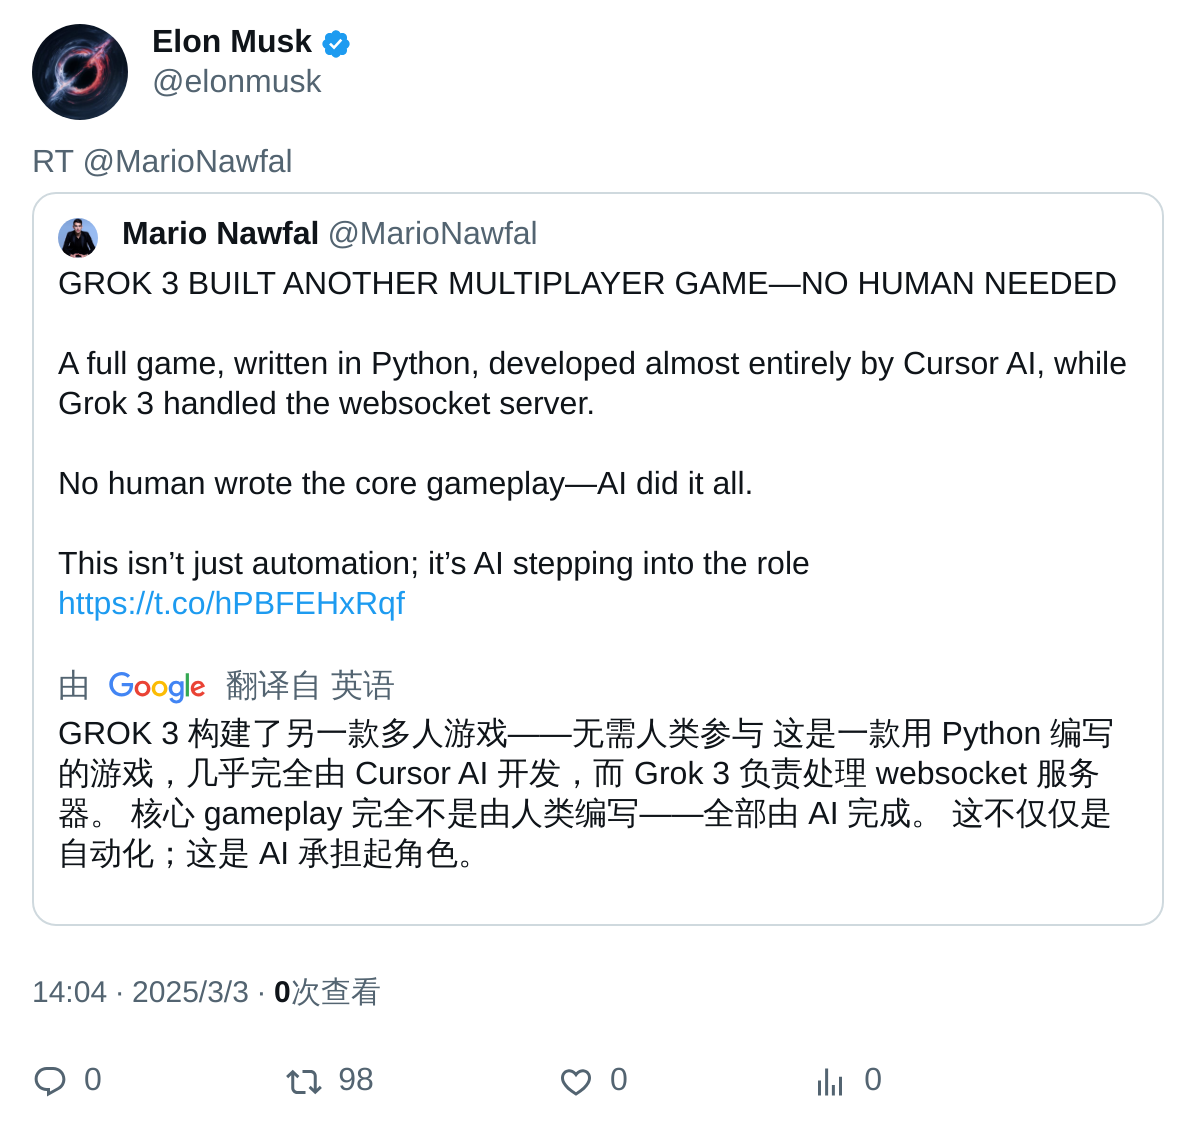 Elon Musk
@elonmusk
RT @MarioNawfal
Mario Nawfal @MarioNawfal
GROK 3 BUILT ANOTHER MULTIPLAYER GAME—NO HUMAN NEEDED
A full game, written in Python, developed almost entirely by Cursor AI, while
Grok 3 handled the websocket server.
No human wrote the core gameplay—AI did it all.
This isn’t just automation; it’s AI stepping into the role
https://t.co/hPBFEHxRqf
由 Google 翻译自 英语
GROK 3 构建了另一款多人游戏——无需人类参与 这是一款用 Python 编写
的游戏，几乎完全由 Cursor AI 开发，而 Grok 3 负责处理 websocket 服务
器。 核心 gameplay 完全不是由人类编写——全部由 AI 完成。 这不仅仅是
自动化；这是 AI 承担起角色。
14:04 · 2025/3/3 · 0次查看
0 98 0 0